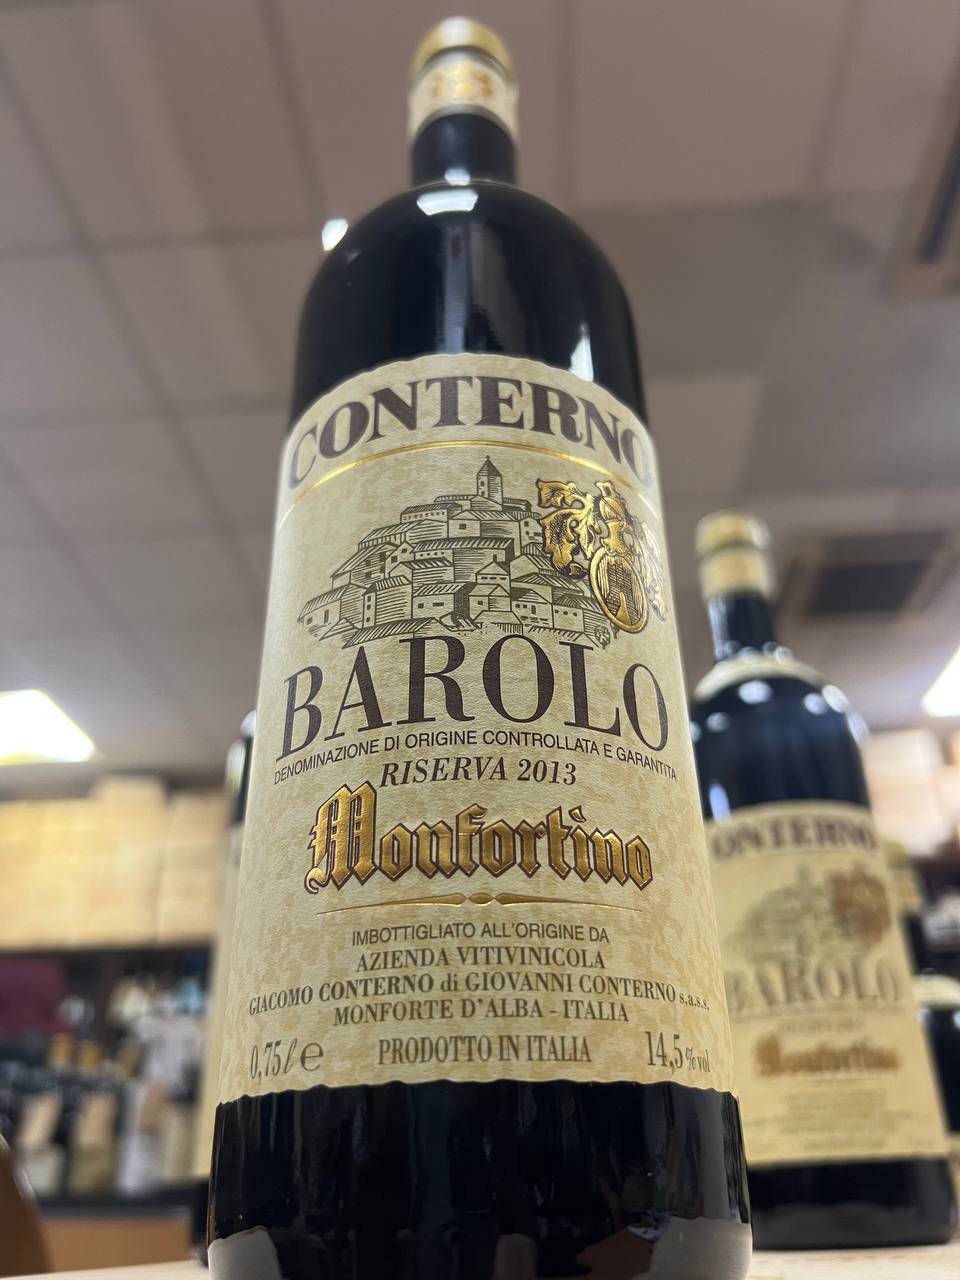 CONTERNO
BAROLO
DENOMINAZIONE DI ORIGINE CONTROLLATA E GARANTITA
RISERVA 2013
Monfortino
IMBOTTIGLIATO ALL'ORIGINE DA
AZIENDA VITIVINICOLA
GIACOMO CONTERNO di GIOVANNI CONTERNO s.a.s.
MONFORTE D'ALBA - ITALIA
0,75 ℓ ℮ PRODOTTO IN ITALIA 14,5 % vol
CONTERNO
BAROLO
Monfortino